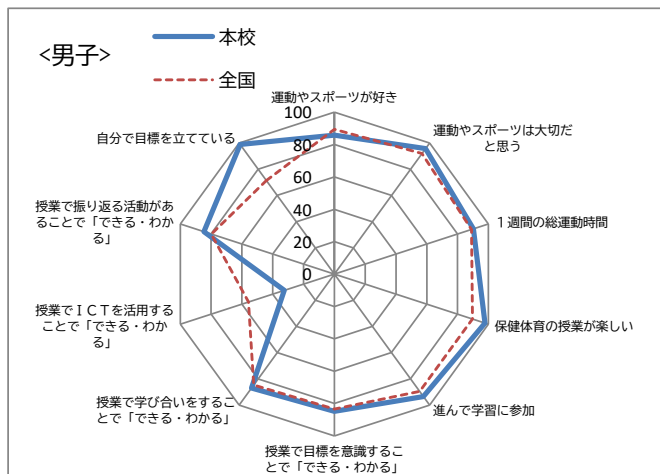 <男子>
本校
全国
運動やスポーツが好き
運動やスポーツは大切だ
と思う
１週間の総運動時間
保健体育の授業が楽しい
進んで学習に参加
授業で目標を意識するこ
とで「できる・わかる」
授業で学び合いをするこ
とで「できる・わかる」
授業でＩＣＴを活用する
ことで「できる・わか
る」
授業で振り返る活動があ
ることで「できる・わか
る」
自分で目標を立てている
100
80
60
40
20
0